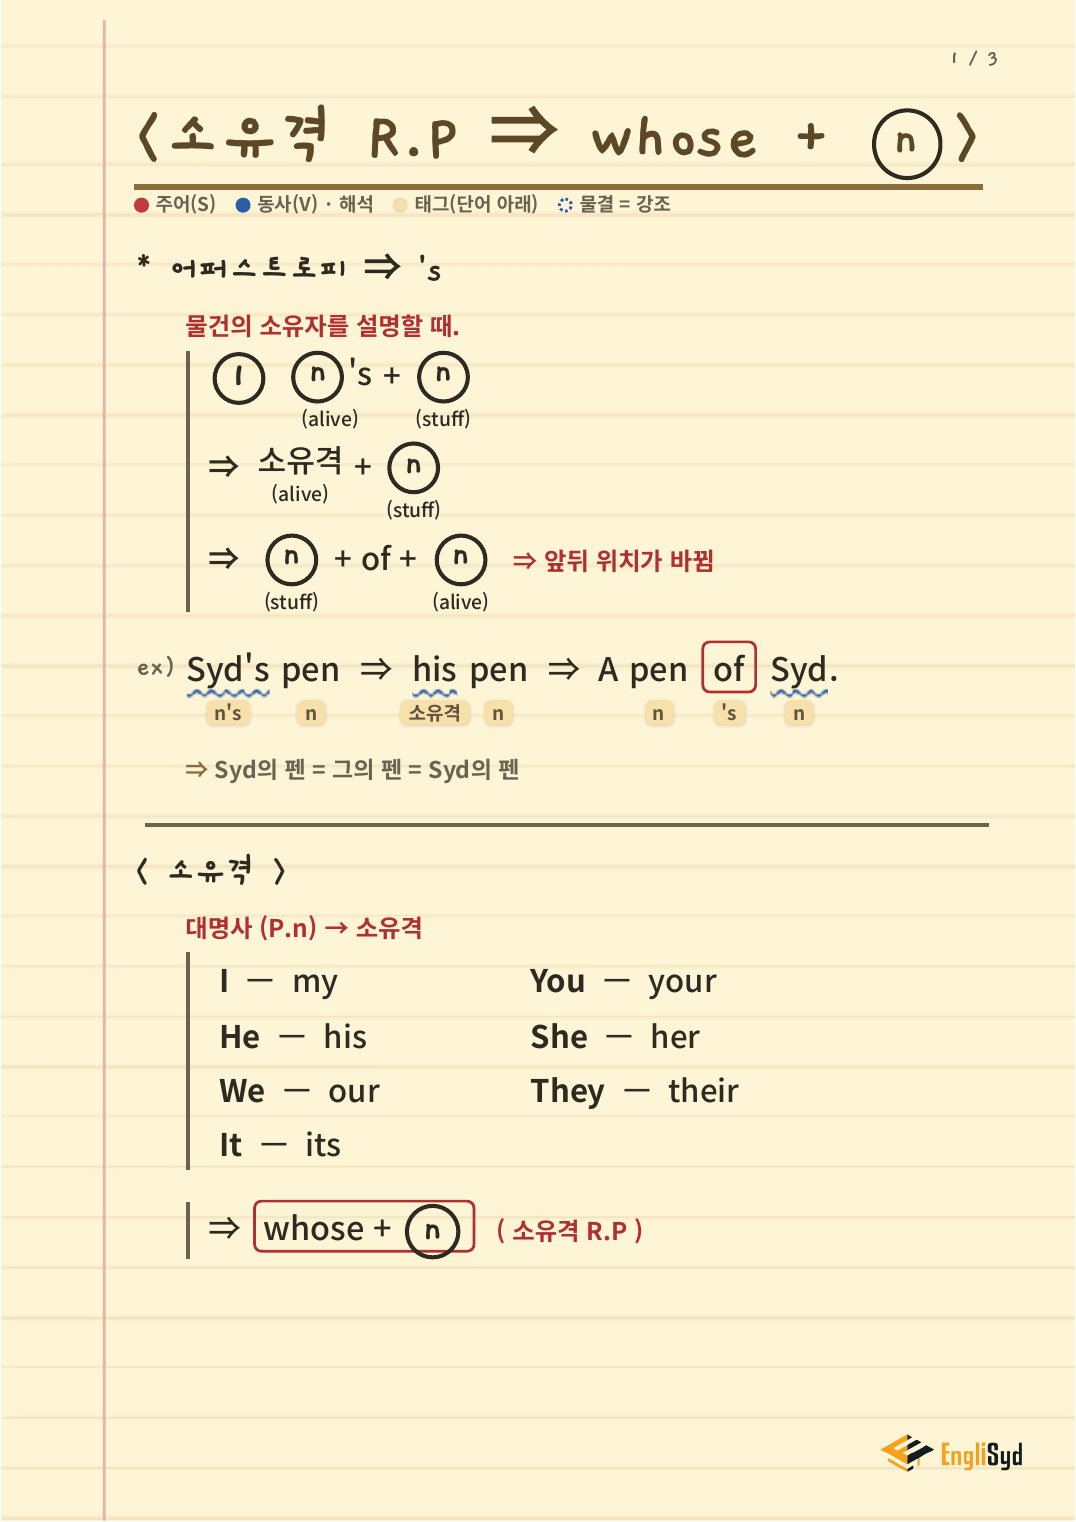 1 / 3
〈 소유격 R.P ⇒ whose + ⓝ 〉
주어(S) 동사(V) · 해석 태그(단어 아래) 물결 = 강조
* 어퍼스트로피 ⇒ 's
물건의 소유자를 설명할 때.
① ⓝ's + ⓝ
(alive) (stuff)
⇒ 소유격 + ⓝ
(alive) (stuff)
⇒ ⓝ + of + ⓝ ⇒ 앞뒤 위치가 바뀜
(stuff) (alive)
ex) Syd's pen ⇒ his pen ⇒ A pen of Syd.
n's n 소유격 n n 's n
⇒ Syd의 펜 = 그의 펜 = Syd의 펜
〈 소유격 〉
대명사 (P.n) → 소유격
I — my You — your
He — his She — her
We — our They — their
It — its
⇒ whose + ⓝ ( 소유격 R.P )
EngliSyd